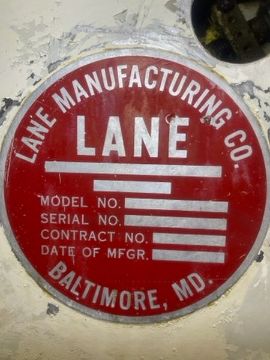 LANE MANUFACTURING CO.
LANE
MODEL NO.
SERIAL NO.
CONTRACT NO.
DATE OF MFGR.
BALTIMORE, MD.